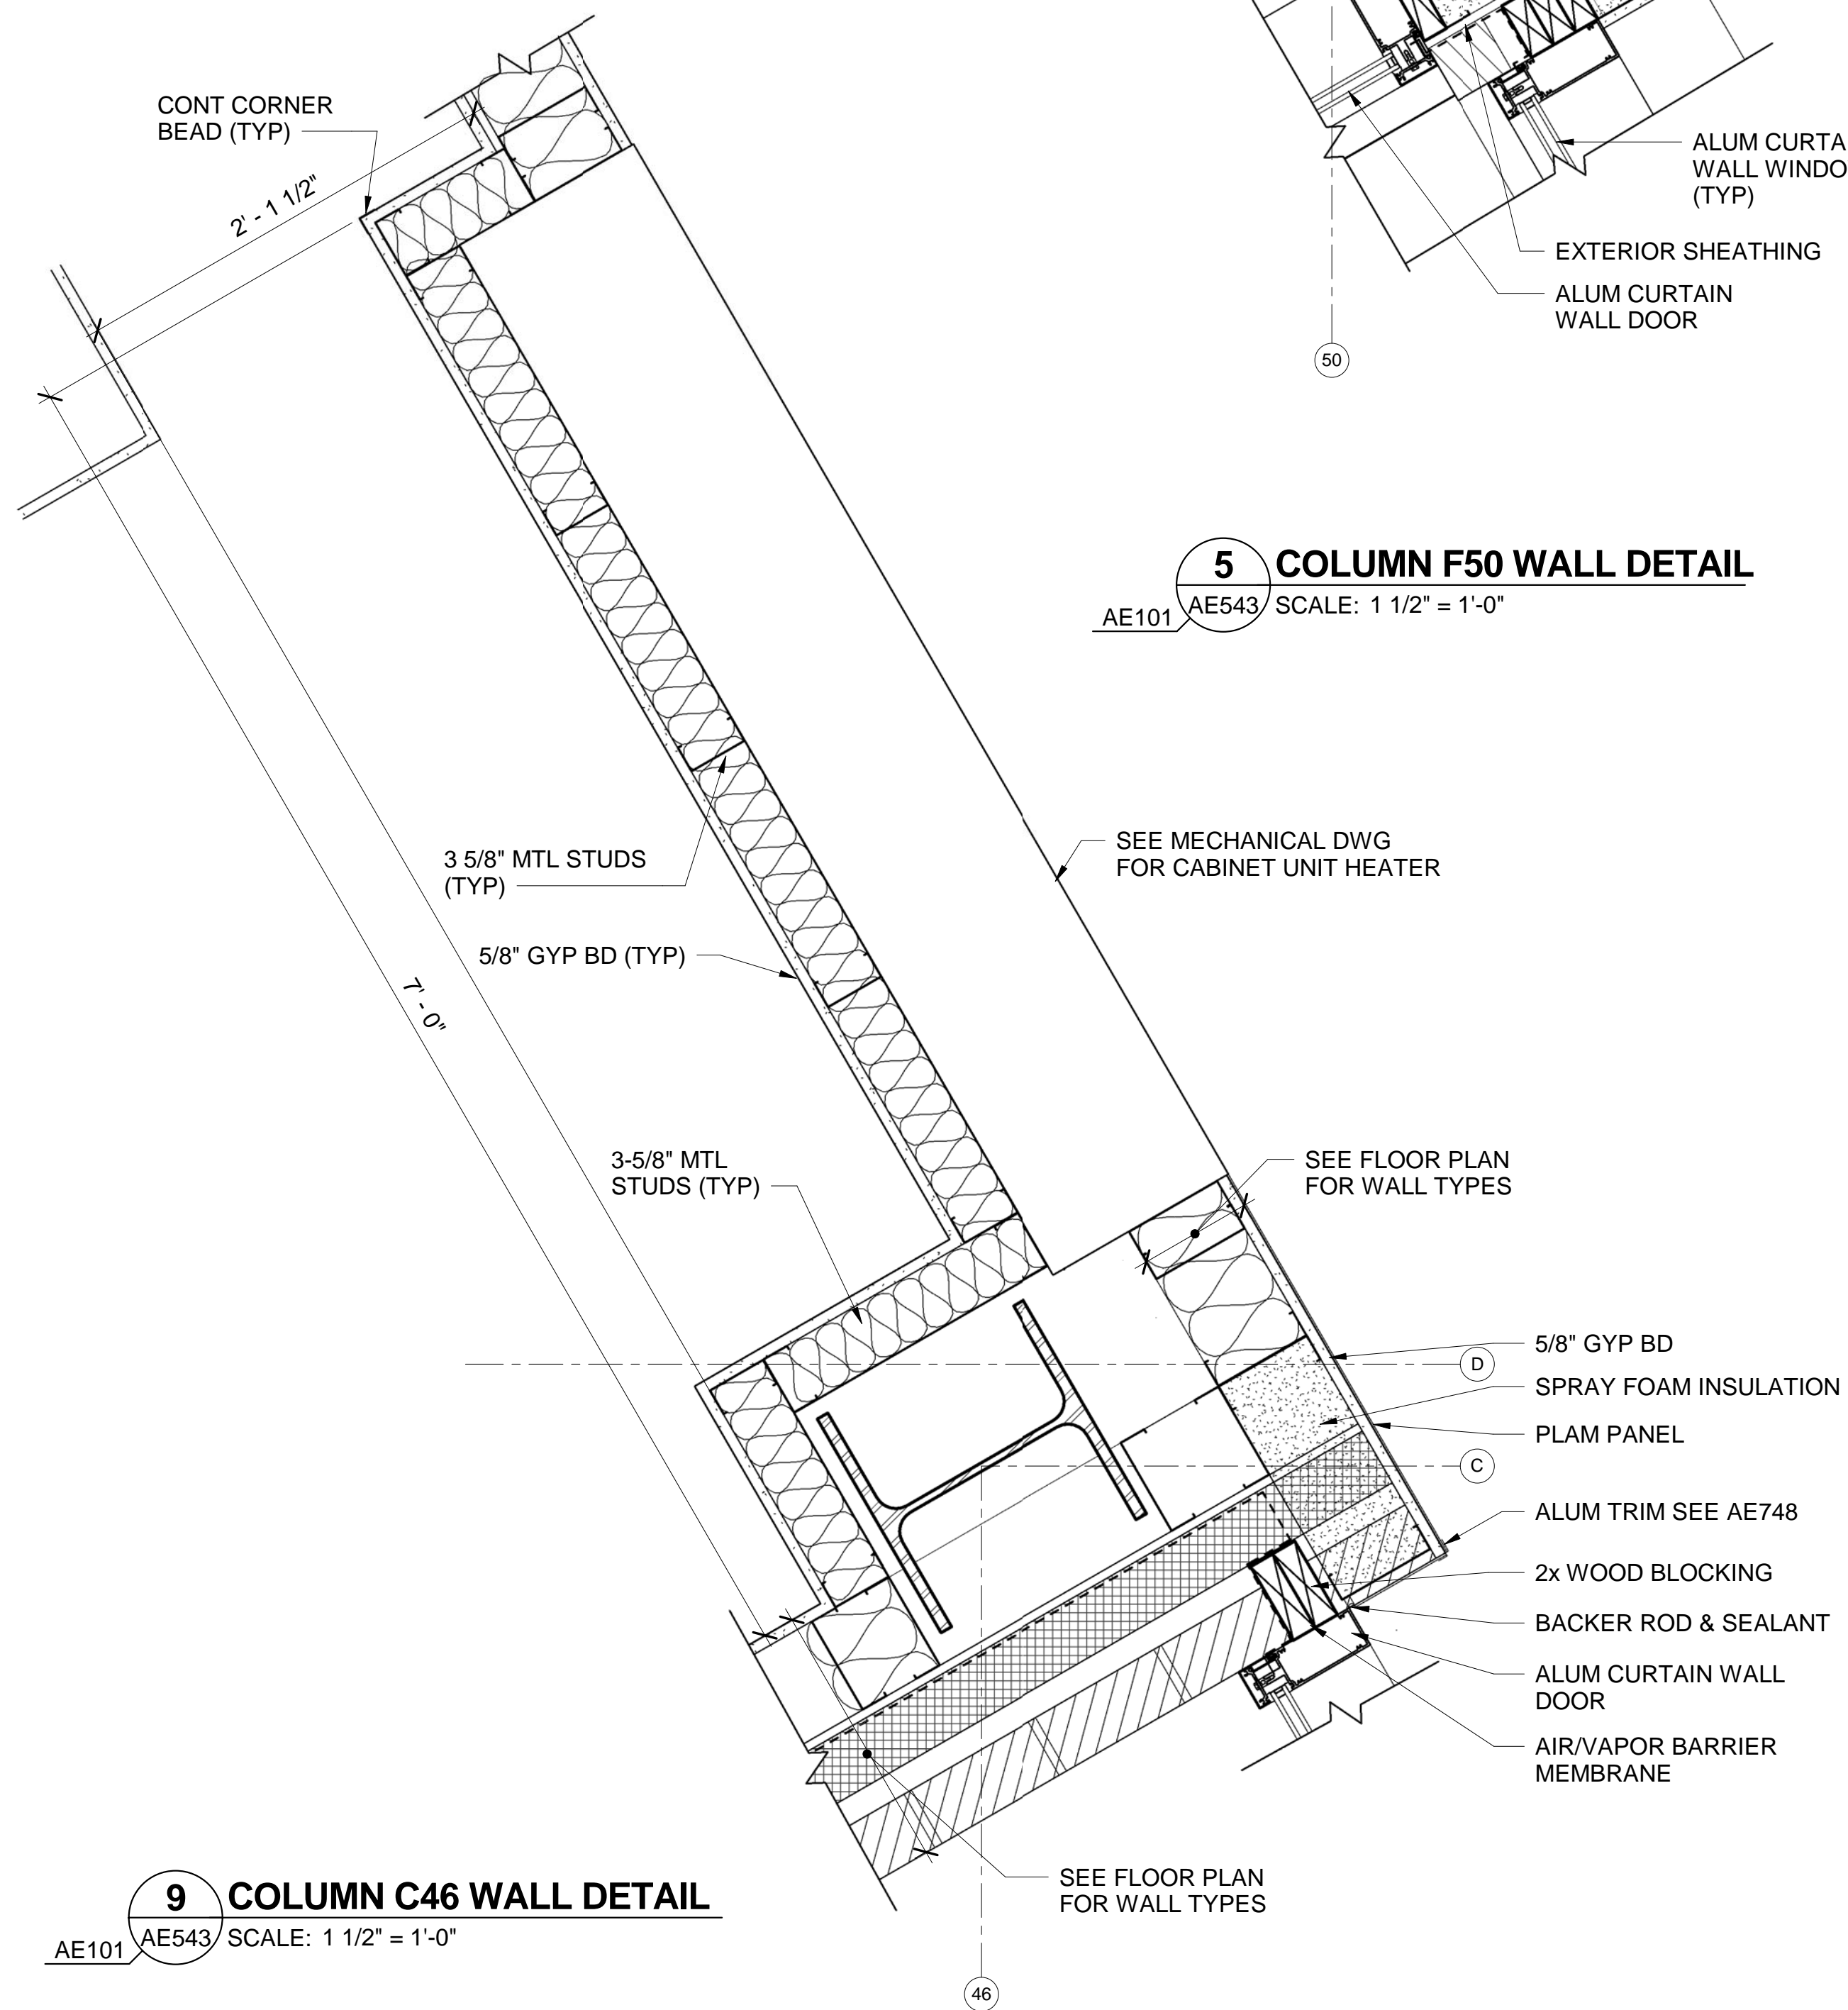 CONT CORNER
BEAD (TYP)
2' - 1 1/2"
ALUM CURTA
WALL WINDO
(TYP)
EXTERIOR SHEATHING
ALUM CURTAIN
WALL DOOR
50
5
COLUMN F50 WALL DETAIL
AE101
AE543
SCALE: 1 1/2" = 1'-0"
3 5/8" MTL STUDS
(TYP)
SEE MECHANICAL DWG
FOR CABINET UNIT HEATER
5/8" GYP BD (TYP)
7' - 0"
3-5/8" MTL
STUDS (TYP)
SEE FLOOR PLAN
FOR WALL TYPES
5/8" GYP BD
D
SPRAY FOAM INSULATION
PLAM PANEL
C
ALUM TRIM SEE AE748
2x WOOD BLOCKING
BACKER ROD & SEALANT
ALUM CURTAIN WALL
DOOR
AIR/VAPOR BARRIER
MEMBRANE
SEE FLOOR PLAN
FOR WALL TYPES
9
COLUMN C46 WALL DETAIL
AE101
AE543
SCALE: 1 1/2" = 1'-0"
46